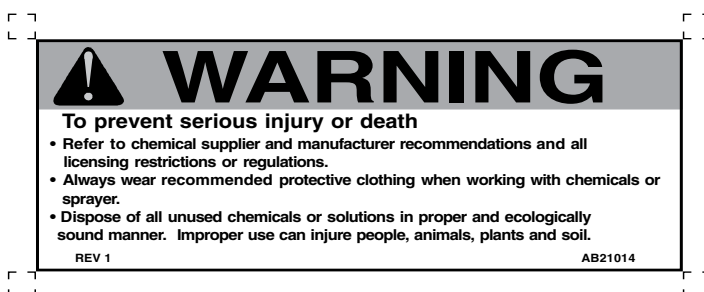 WARNING
To prevent serious injury or death
• Refer to chemical supplier and manufacturer recommendations and all
licensing restrictions or regulations.
• Always wear recommended protective clothing when working with chemicals or
sprayer.
• Dispose of all unused chemicals or solutions in proper and ecologically
sound manner.  Improper use can injure people, animals, plants and soil.
REV 1 AB21014